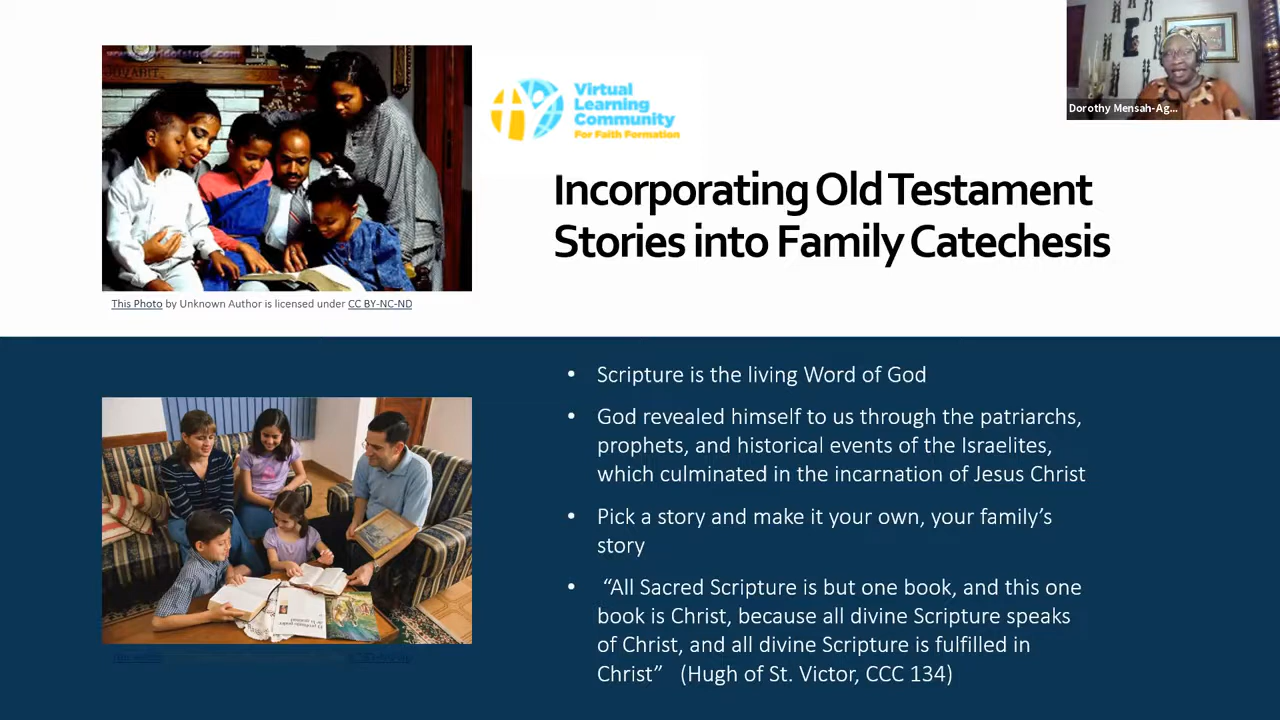 Dorothy Mensah-Ag...
Virtual
Learning
Community
For Faith Formation
Incorporating Old Testament
Stories into Family Catechesis
This Photo by Unknown Author is licensed under CC BY-NC-ND
• Scripture is the living Word of God
• God revealed himself to us through the patriarchs,
prophets, and historical events of the Israelites,
which culminated in the incarnation of Jesus Christ
• Pick a story and make it your own, your family's
story
• “All Sacred Scripture is but one book, and this one
book is Christ, because all divine Scripture speaks
of Christ, and all divine Scripture is fulfilled in
Christ” (Hugh of St. Victor, CCC 134)